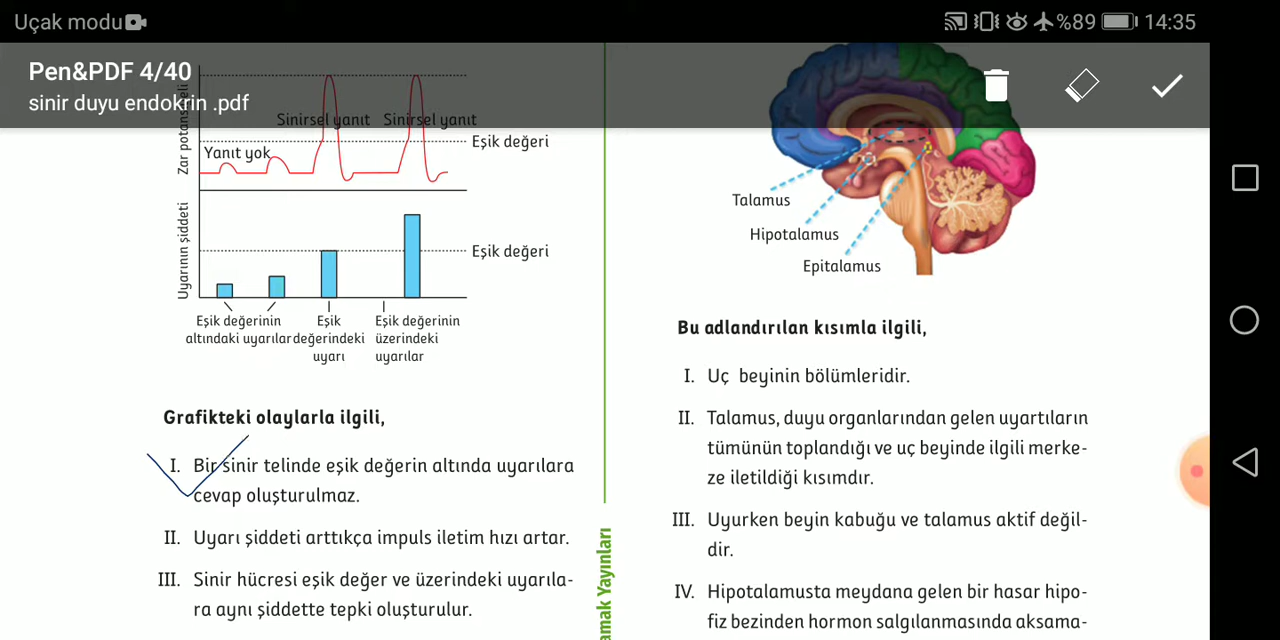 Uçak modu
%89 14:35
Pen&PDF 4/40
sinir duyu endokrin .pdf
Sinirsel yanıt Sinirsel yanıt
Eşik değeri
Yanıt yok
Uyarının şiddeti
Eşik değeri
Eşik değerinin
altındaki uyarılar
Eşik
değerindeki
uyarı
Eşik değerinin
üzerindeki
uyarılar
Grafikteki olaylarla ilgili,
I. Bir sinir telinde eşik değerin altında uyarılara
cevap oluşturulmaz.
II. Uyarı şiddeti arttıkça impuls iletim hızı artar.
III. Sinir hücresi eşik değer ve üzerindeki uyarıla-
ra aynı şiddette tepki oluşturulur.
amak Yayınları
Talamus
Hipotalamus
Epitalamus
Bu adlandırılan kısımla ilgili,
I. Uç beyinin bölümleridir.
II. Talamus, duyu organlarından gelen uyartıların
tümünün toplandığı ve uç beyinde ilgili merke-
ze iletildiği kısımdır.
III. Uyurken beyin kabuğu ve talamus aktif değil-
dir.
IV. Hipotalamusta meydana gelen bir hasar hipo-
fiz bezinden hormon salgılanmasında aksama-